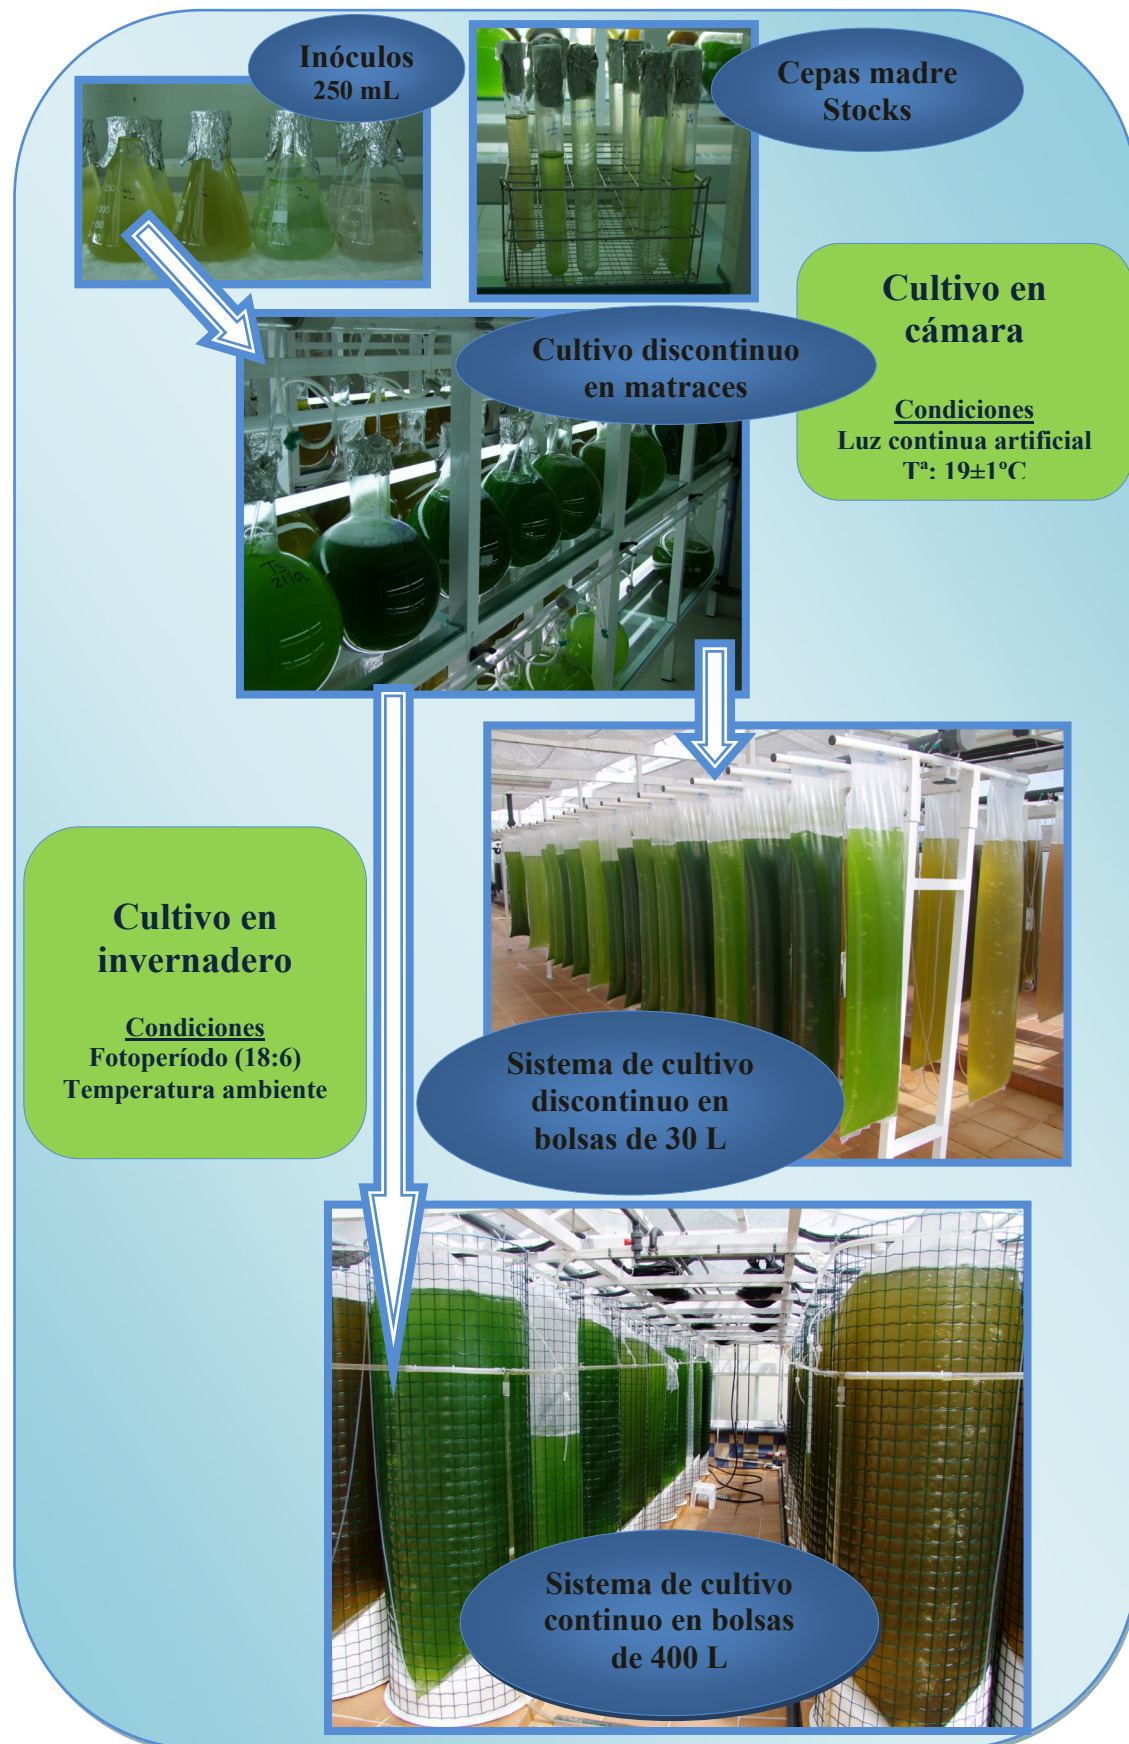 Inóculos
250 mL
Cepas madre
Stocks
Cultivo en
cámara
Condiciones
Luz continua artificial
Tª: 19±1ºC
Cultivo discontinuo
en matraces
Cultivo en
invernadero
Condiciones
Fotoperíodo (18:6)
Temperatura ambiente
Sistema de cultivo
discontinuo en
bolsas de 30 L
Sistema de cultivo
continuo en bolsas
de 400 L